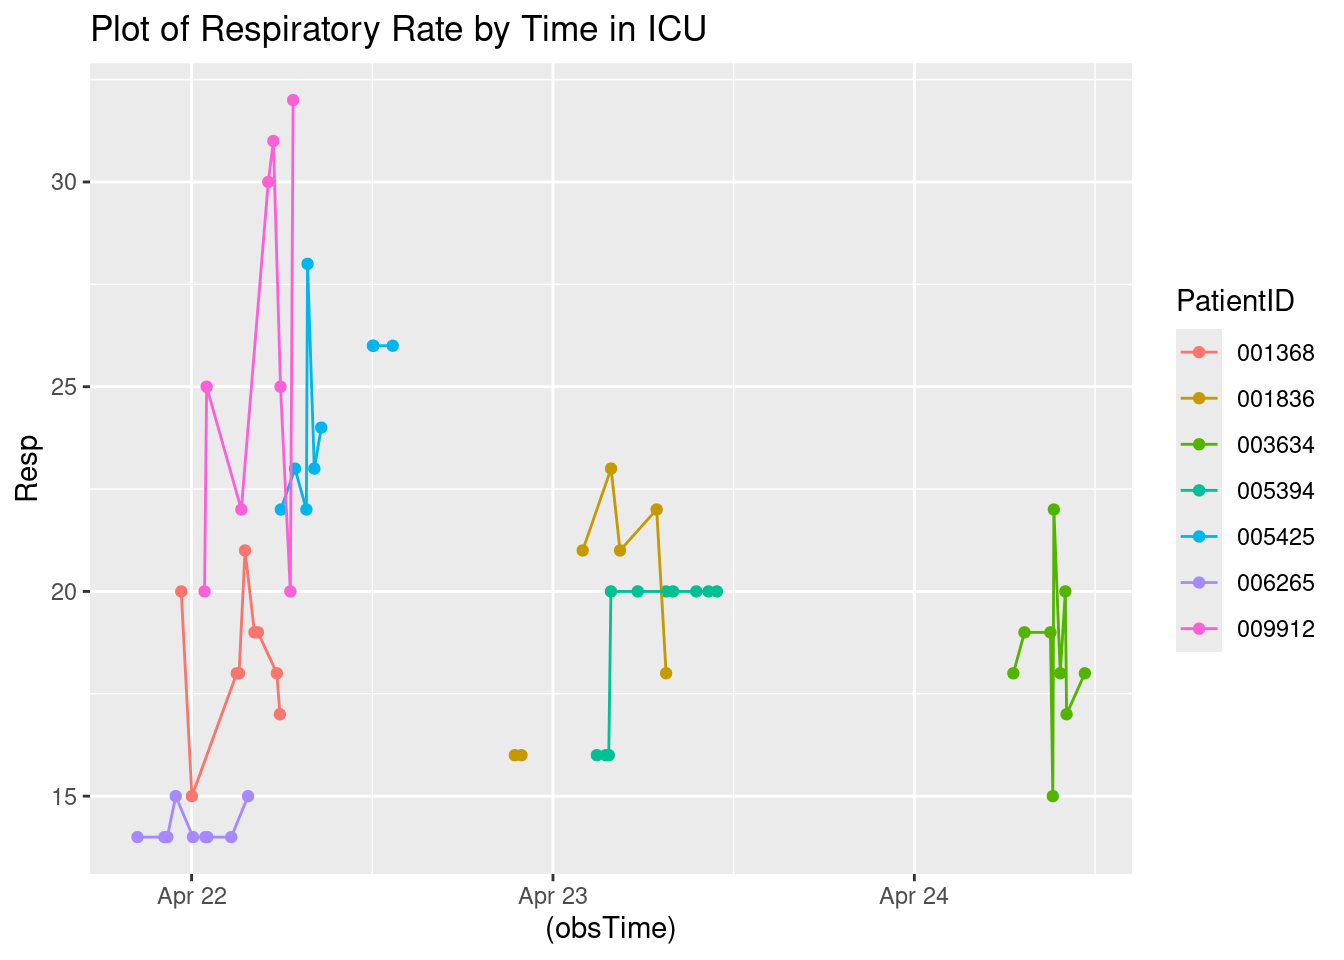 Plot of Respiratory Rate by Time in ICU
Resp
30
25
20
15
Apr 22
Apr 23
Apr 24
(obsTime)
PatientID
001368
001836
003634
005394
005425
006265
009912